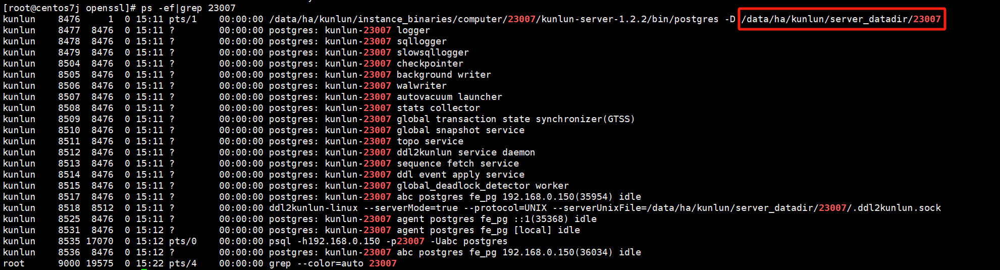 [root@centos7j openssl]# ps -ef|grep 23007
kunlun    8476     1  0 15:11 pts/1    00:00:00 /data/ha/kunlun/instance_binaries/computer/23007/kunlun-server-1.2.2/bin/postgres -D /data/ha/kunlun/server_datadir/23007
kunlun    8477  8476  0 15:11 ?        00:00:00 postgres: kunlun-23007 logger
kunlun    8478  8476  0 15:11 ?        00:00:00 postgres: kunlun-23007 sqllogger
kunlun    8479  8476  0 15:11 ?        00:00:00 postgres: kunlun-23007 slowsqllogger
kunlun    8504  8476  0 15:11 ?        00:00:00 postgres: kunlun-23007 checkpointer
kunlun    8505  8476  0 15:11 ?        00:00:00 postgres: kunlun-23007 background writer
kunlun    8506  8476  0 15:11 ?        00:00:00 postgres: kunlun-23007 walwriter
kunlun    8507  8476  0 15:11 ?        00:00:00 postgres: kunlun-23007 autovacuum launcher
kunlun    8508  8476  0 15:11 ?        00:00:00 postgres: kunlun-23007 stats collector
kunlun    8509  8476  0 15:11 ?        00:00:00 postgres: kunlun-23007 global transaction state synchronizer(GTSS)
kunlun    8510  8476  0 15:11 ?        00:00:00 postgres: kunlun-23007 global snapshot service
kunlun    8511  8476  0 15:11 ?        00:00:00 postgres: kunlun-23007 topo service
kunlun    8512  8476  0 15:11 ?        00:00:00 postgres: kunlun-23007 ddl2kunlun service daemon
kunlun    8513  8476  0 15:11 ?        00:00:00 postgres: kunlun-23007 sequence fetch service
kunlun    8514  8476  0 15:11 ?        00:00:00 postgres: kunlun-23007 ddl event apply service
kunlun    8515  8476  0 15:11 ?        00:00:00 postgres: kunlun-23007 global_deadlock_detector worker
kunlun    8517  8476  0 15:11 ?        00:00:00 postgres: kunlun-23007 abc postgres fe_pg 192.168.0.150(35954) idle
kunlun    8518  8512  0 15:11 ?        00:00:00 ddl2kunlun-linux --serverMode=true --protocol=UNIX --serverUnixFile=/data/ha/kunlun/server_datadir/23007/.ddl2kunlun.sock
kunlun    8525  8476  0 15:11 ?        00:00:00 postgres: kunlun-23007 agent postgres fe_pg ::1(35368) idle
kunlun    8531  8476  0 15:12 ?        00:00:00 postgres: kunlun-23007 agent postgres fe_pg [local] idle
kunlun    8535 17070  0 15:12 pts/0    00:00:00 psql -h192.168.0.150 -p23007 -Uabc postgres
kunlun    8536  8476  0 15:12 ?        00:00:00 postgres: kunlun-23007 abc postgres fe_pg 192.168.0.150(36034) idle
root      9000 19575  0 15:22 pts/4    00:00:00 grep --color=auto 23007